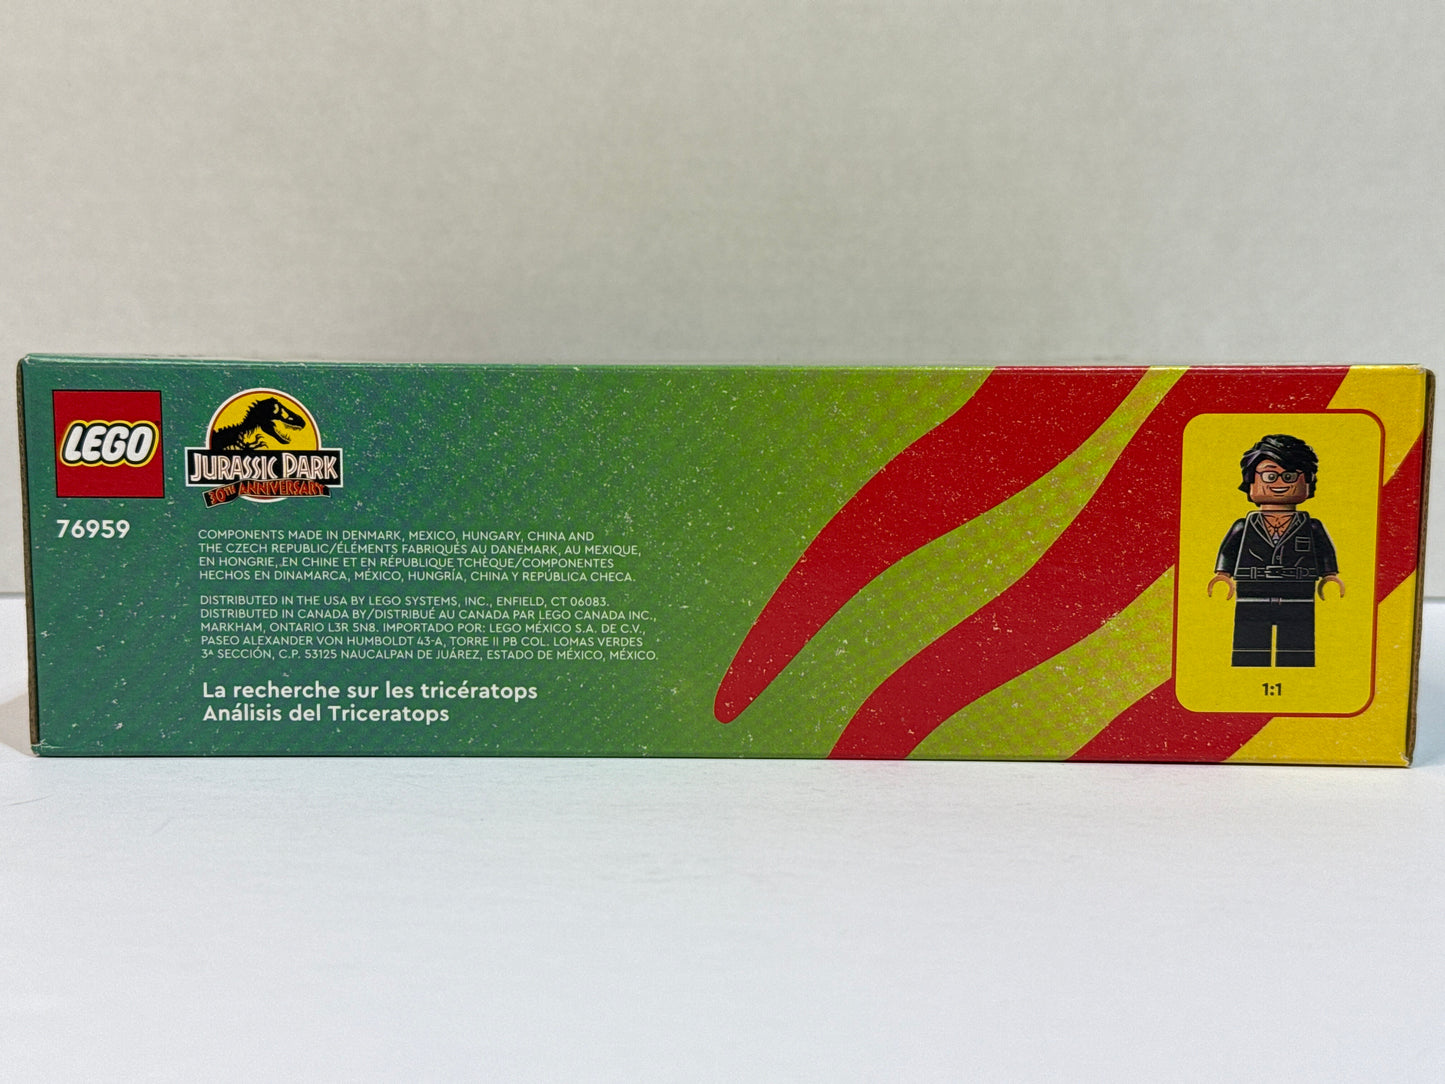 LEGO
JURASSIC PARK
30TH ANNIVERSARY
76959
COMPONENTS MADE IN DENMARK, MEXICO, HUNGARY, CHINA AND
THE CZECH REPUBLIC/ÉLÉMENTS FABRIQUÉS AU DANEMARK, AU MEXIQUE,
EN HONGRIE, EN CHINE ET EN RÉPUBLIQUE TCHÈQUE/COMPONENTES
HECHOS EN DINAMARCA, MÉXICO, HUNGRÍA, CHINA Y REPÚBLICA CHECA.
DISTRIBUTED IN THE USA BY LEGO SYSTEMS, INC., ENFIELD, CT 06083.
DISTRIBUTED IN CANADA BY/DISTRIBUÉ AU CANADA PAR LEGO CANADA INC.,
MARKHAM, ONTARIO L3R 5N8. IMPORTADO POR: LEGO MÉXICO S.A. DE C.V.,
PASEO ALEXANDER VON HUMBOLDT 43-A, TORRE II PB COL. LOMAS VERDES
3ᴬ SECCIÓN, C.P. 53125 NAUCALPAN DE JUÁREZ, ESTADO DE MÉXICO, MÉXICO.
La recherche sur les tricératops
Análisis del Triceratops
1:1